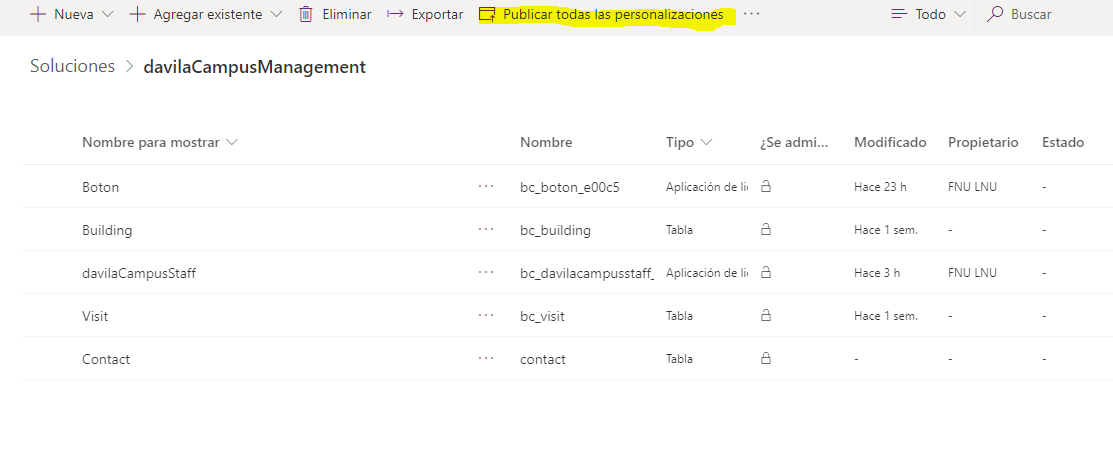 Nueva Agregar existente Eliminar Exportar Publicar todas las personalizaciones ··· Todo Buscar
Soluciones > davilaCampusManagement
Nombre para mostrar Nombre Tipo ¿Se admi... Modificado Propietario Estado
Boton ··· bc_boton_e00c5 Aplicación de li Hace 23 h FNU LNU -
Building ··· bc_building Tabla Hace 1 sem. - -
davilaCampusStaff ··· bc_davilacampusstaff_ Aplicación de li Hace 3 h FNU LNU -
Visit ··· bc_visit Tabla Hace 1 sem. - -
Contact ··· contact Tabla - - -